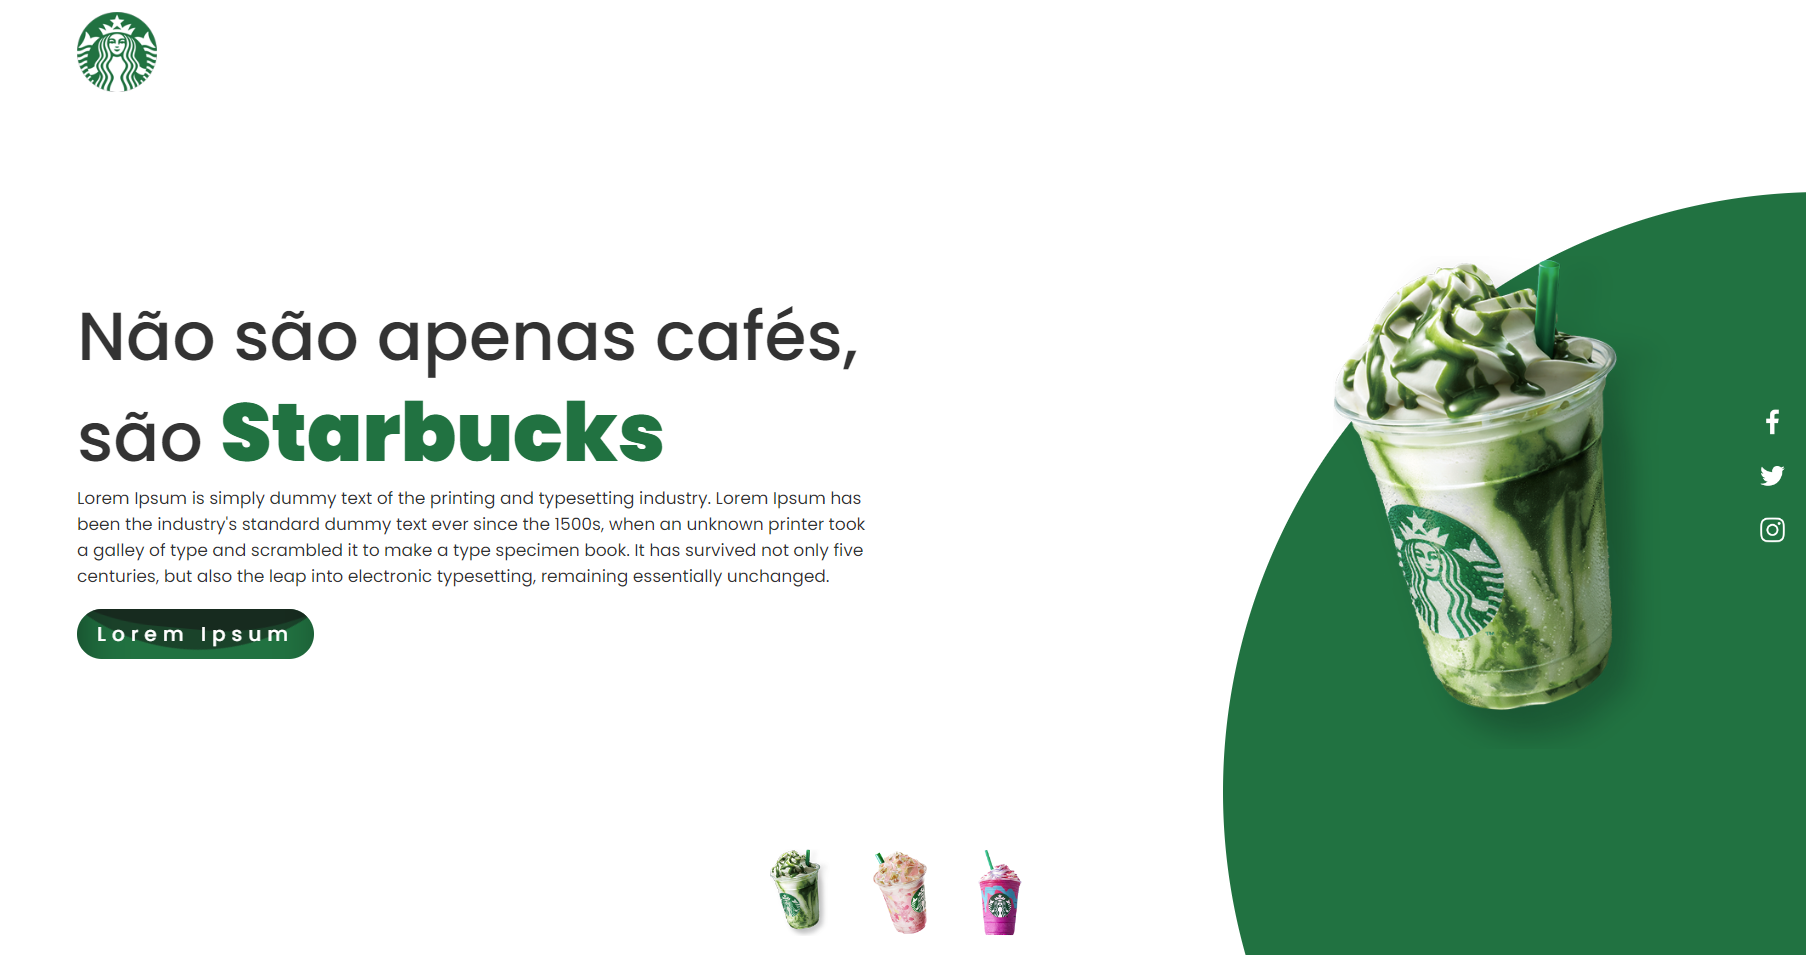 Não são apenas cafés,
são Starbucks
Lorem Ipsum is simply dummy text of the printing and typesetting industry. Lorem Ipsum has
been the industry's standard dummy text ever since the 1500s, when an unknown printer took
a galley of type and scrambled it to make a type specimen book. It has survived not only five
centuries, but also the leap into electronic typesetting, remaining essentially unchanged.
Lorem Ipsum